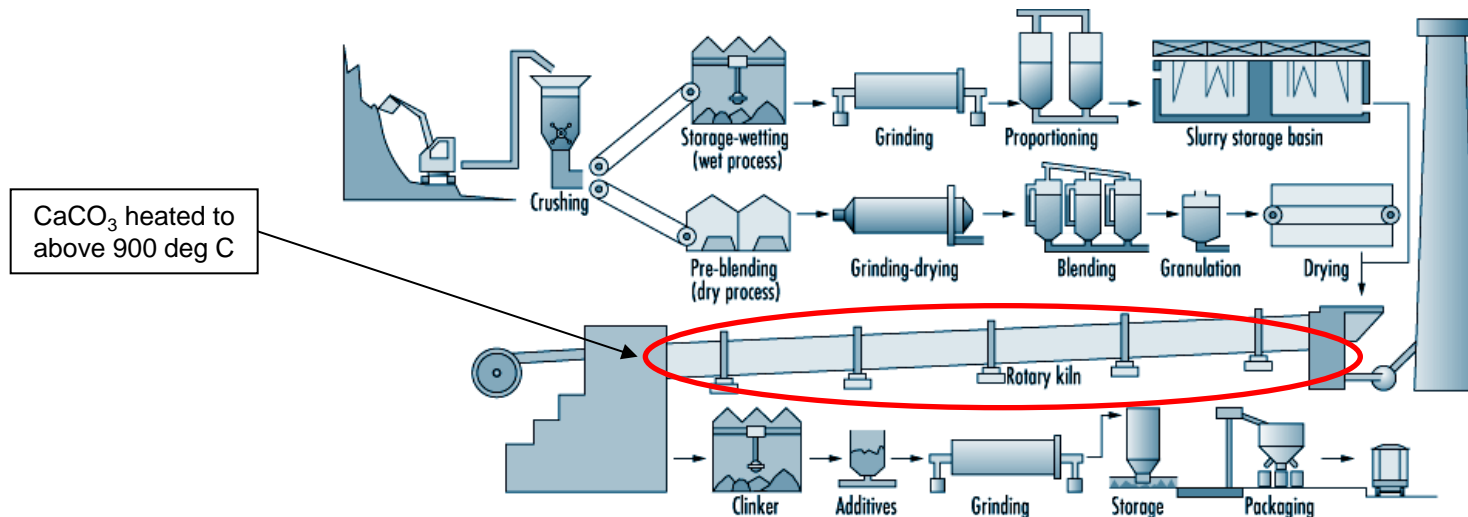 Storage-wetting
(wet process)
Grinding
Proportioning
Slurry storage basin
Crushing
CaCO₃ heated to
above 900 deg C
Pre-blending
(dry process)
Grinding-drying
Blending
Granulation
Drying
Rotary kiln
Clinker
Additives
Grinding
Storage
Packaging